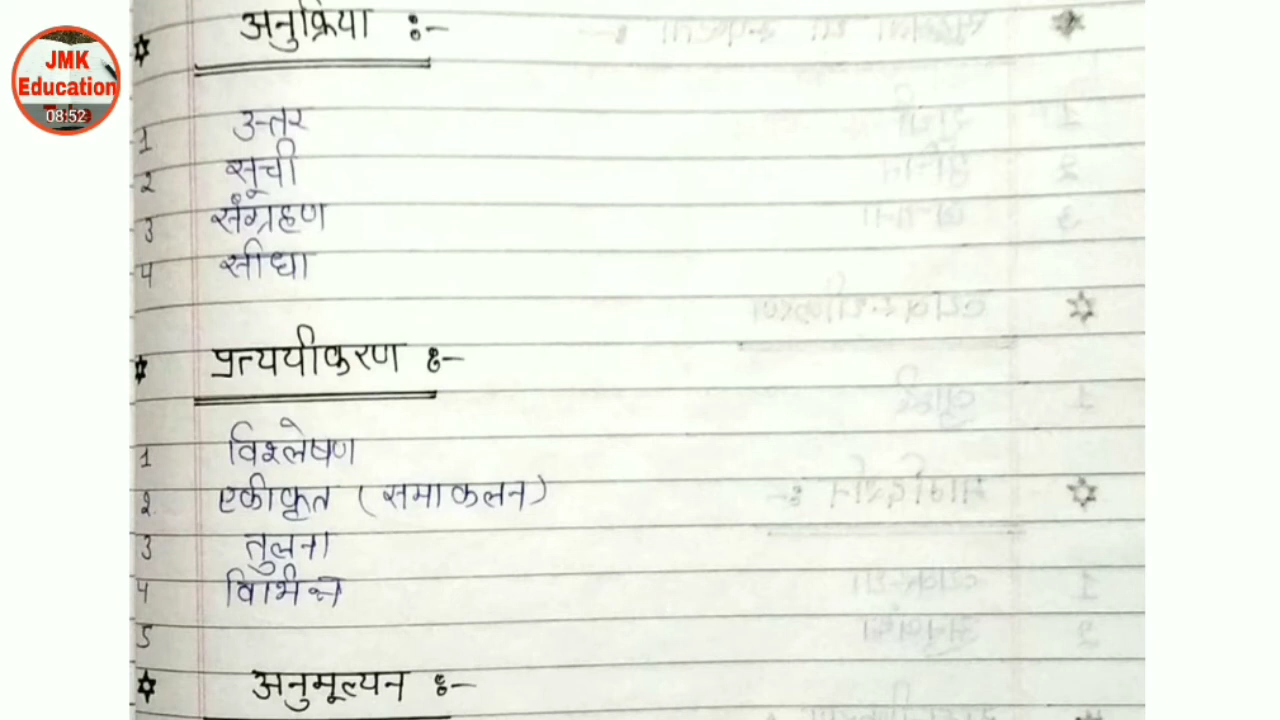 JMK
Education
08:52
✡ अनुक्रिया :-
1 उत्तर
2 सूची
3 संग्रहण
4 सीधा
✡ प्रत्ययीकरण :-
1 विश्लेषण
2. एकीकृत (समाकलन)
3 तुलना
4 विभिन्न
5
✡ अनुमूल्यन :-